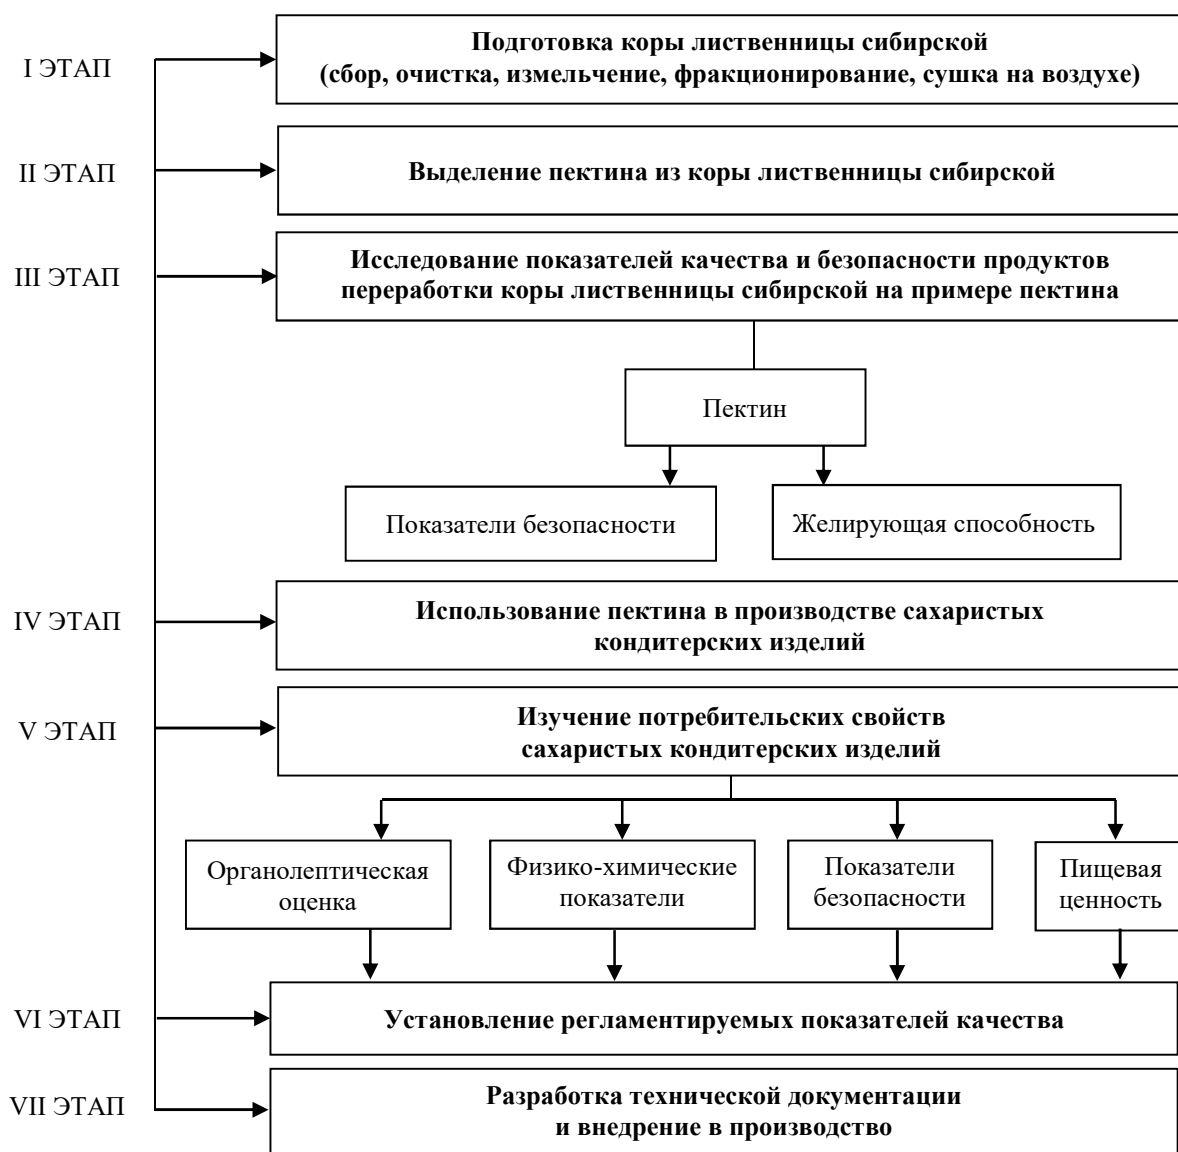 I ЭТАП
Подготовка коры лиственницы сибирской
(сбор, очистка, измельчение, фракционирование, сушка на воздухе)
II ЭТАП
Выделение пектина из коры лиственницы сибирской
III ЭТАП
Исследование показателей качества и безопасности продуктов
переработки коры лиственницы сибирской на примере пектина
Пектин
Показатели безопасности
Желирующая способность
IV ЭТАП
Использование пектина в производстве сахаристых
кондитерских изделий
V ЭТАП
Изучение потребительских свойств
сахаристых кондитерских изделий
Органолептическая
оценка
Физико-химические
показатели
Показатели
безопасности
Пищевая
ценность
VI ЭТАП
Установление регламентируемых показателей качества
VII ЭТАП
Разработка технической документации
и внедрение в производство